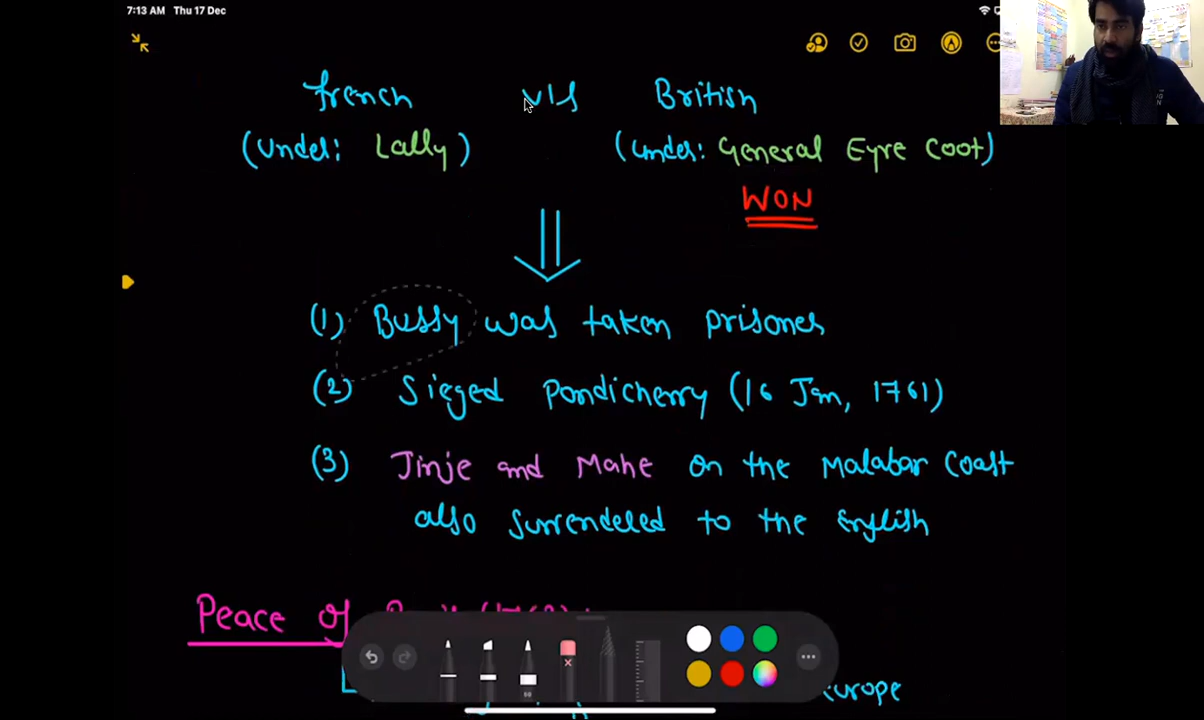 7:13 AM Thu 17 Dec
French v/s British
(Under: Lally) (under: General Eyre Coot)
WON
(1) Bussy was taken prisoner
(2) Sieged Pondicherry (16 Jan, 1761)
(3) Jinje and Mahe on the Malabar Coast
also surrendeled to the English
Peace of
Europe